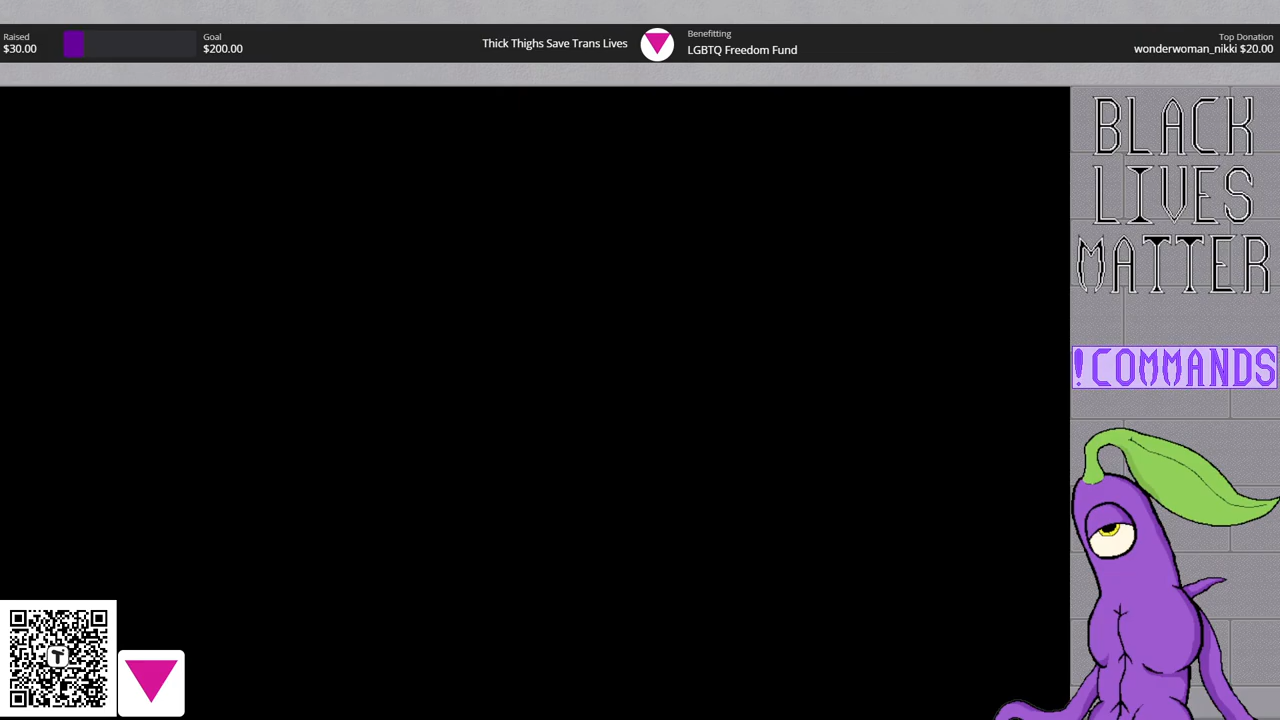 Raised
$30.00
Goal
$200.00
Thick Thighs Save Trans Lives
Benefitting
LGBTQ Freedom Fund
Top Donation
wonderwoman_nikki $20.00
BLACK
LIVES
MATTER
!COMMANDS
T